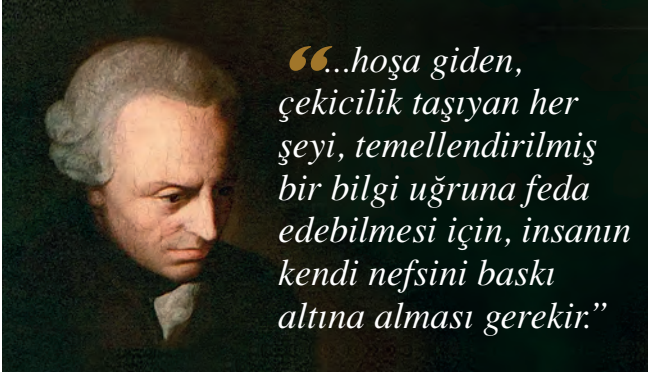 “...hoşa giden,
çekicilik taşıyan her
şeyi, temellendirilmiş
bir bilgi uğruna feda
edebilmesi için, insanın
kendi nefsini baskı
altına alması gerekir.”